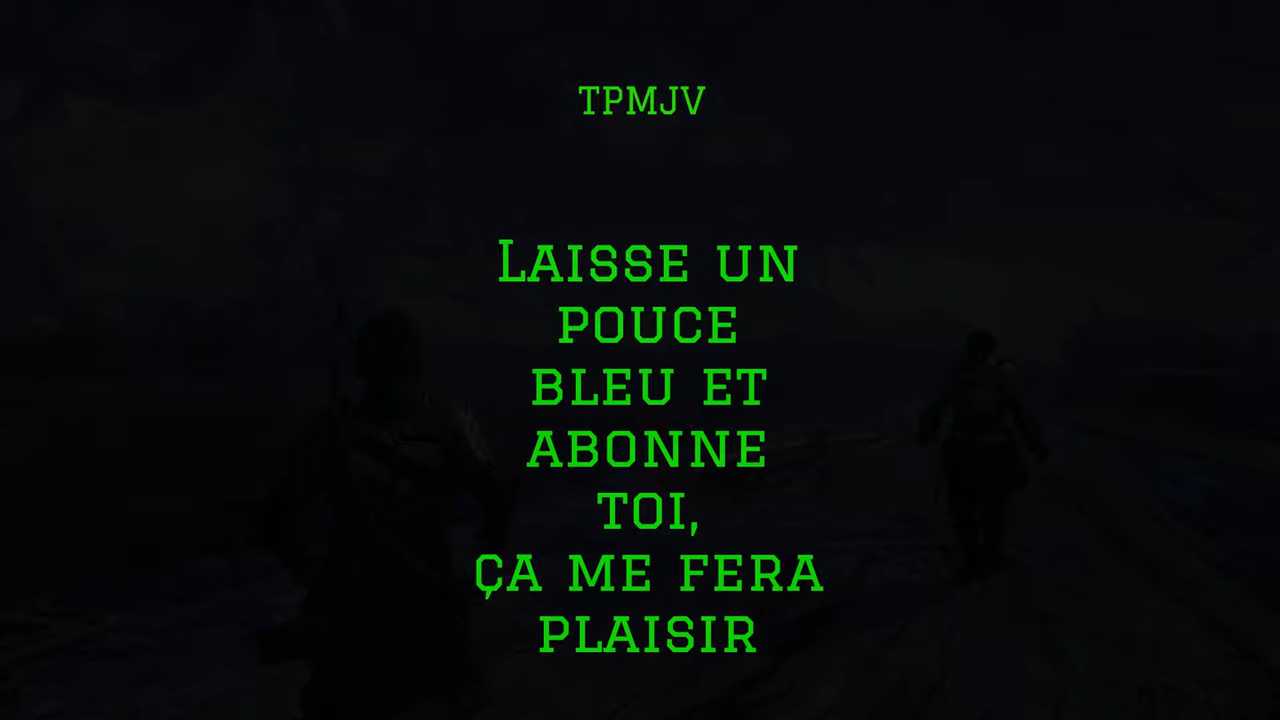 TPMJV
Laisse un
pouce
bleu et
abonne
toi,
ça me fera
plaisir